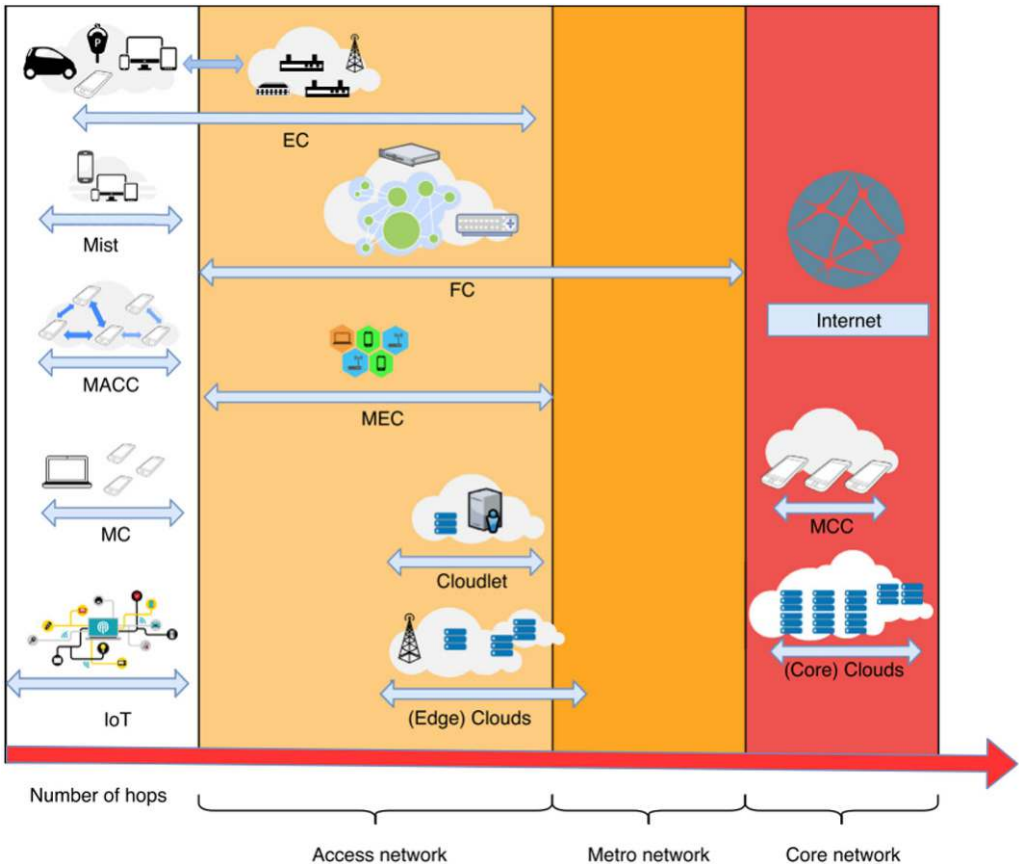 P
EC
Mist
FC
Internet
MACC
MEC
MC
MCC
Cloudlet
(Core) Clouds
IoT
(Edge) Clouds
Number of hops
Access network
Metro network
Core network